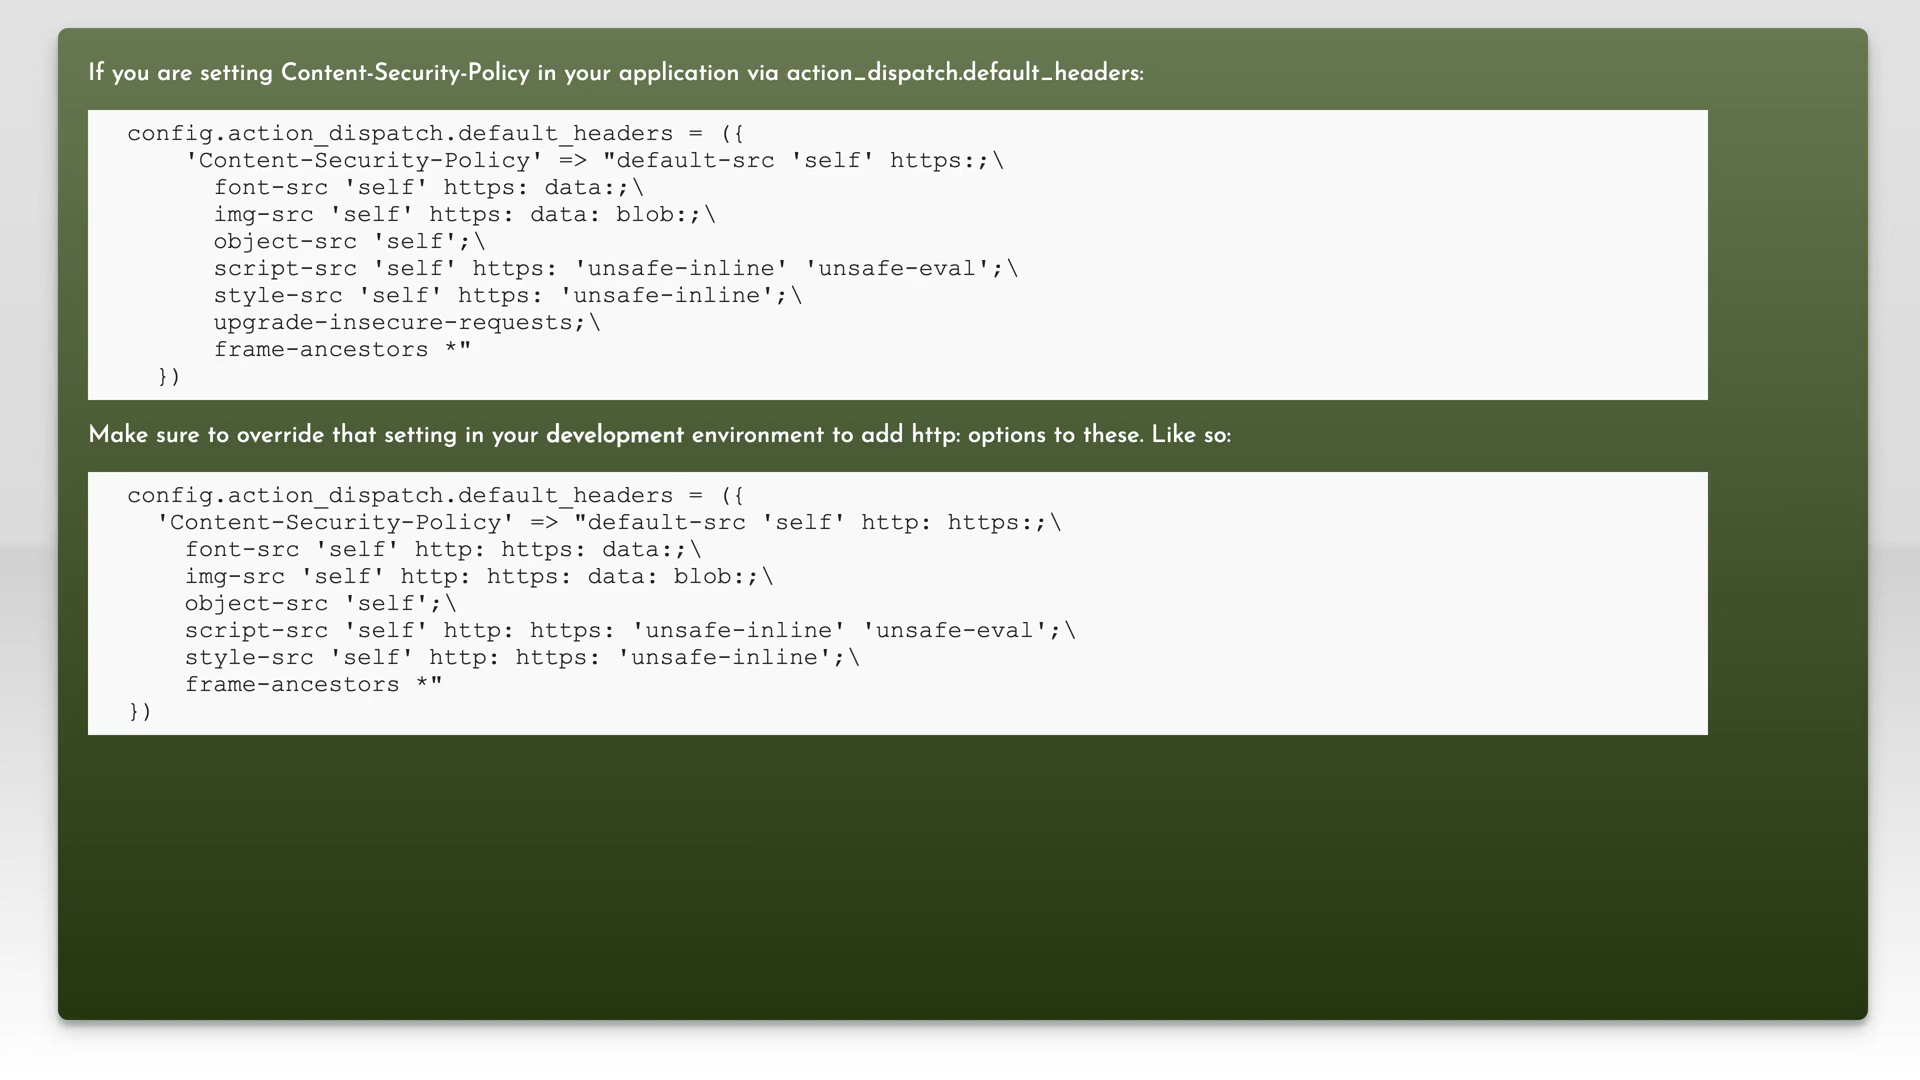 If you are setting Content-Security-Policy in your application via action_dispatch.default_headers:
config.action_dispatch.default_headers = ({
    'Content-Security-Policy' => "default-src 'self' https:;\
      font-src 'self' https: data:;\
      img-src 'self' https: data: blob:;\
      object-src 'self';\
      script-src 'self' https: 'unsafe-inline' 'unsafe-eval';\
      style-src 'self' https: 'unsafe-inline';\
      upgrade-insecure-requests;\
      frame-ancestors *"
  })
Make sure to override that setting in your development environment to add http: options to these. Like so:
config.action_dispatch.default_headers = ({
  'Content-Security-Policy' => "default-src 'self' http: https:;\
    font-src 'self' http: https: data:;\
    img-src 'self' http: https: data: blob:;\
    object-src 'self';\
    script-src 'self' http: https: 'unsafe-inline' 'unsafe-eval';\
    style-src 'self' http: https: 'unsafe-inline';\
    frame-ancestors *"
})